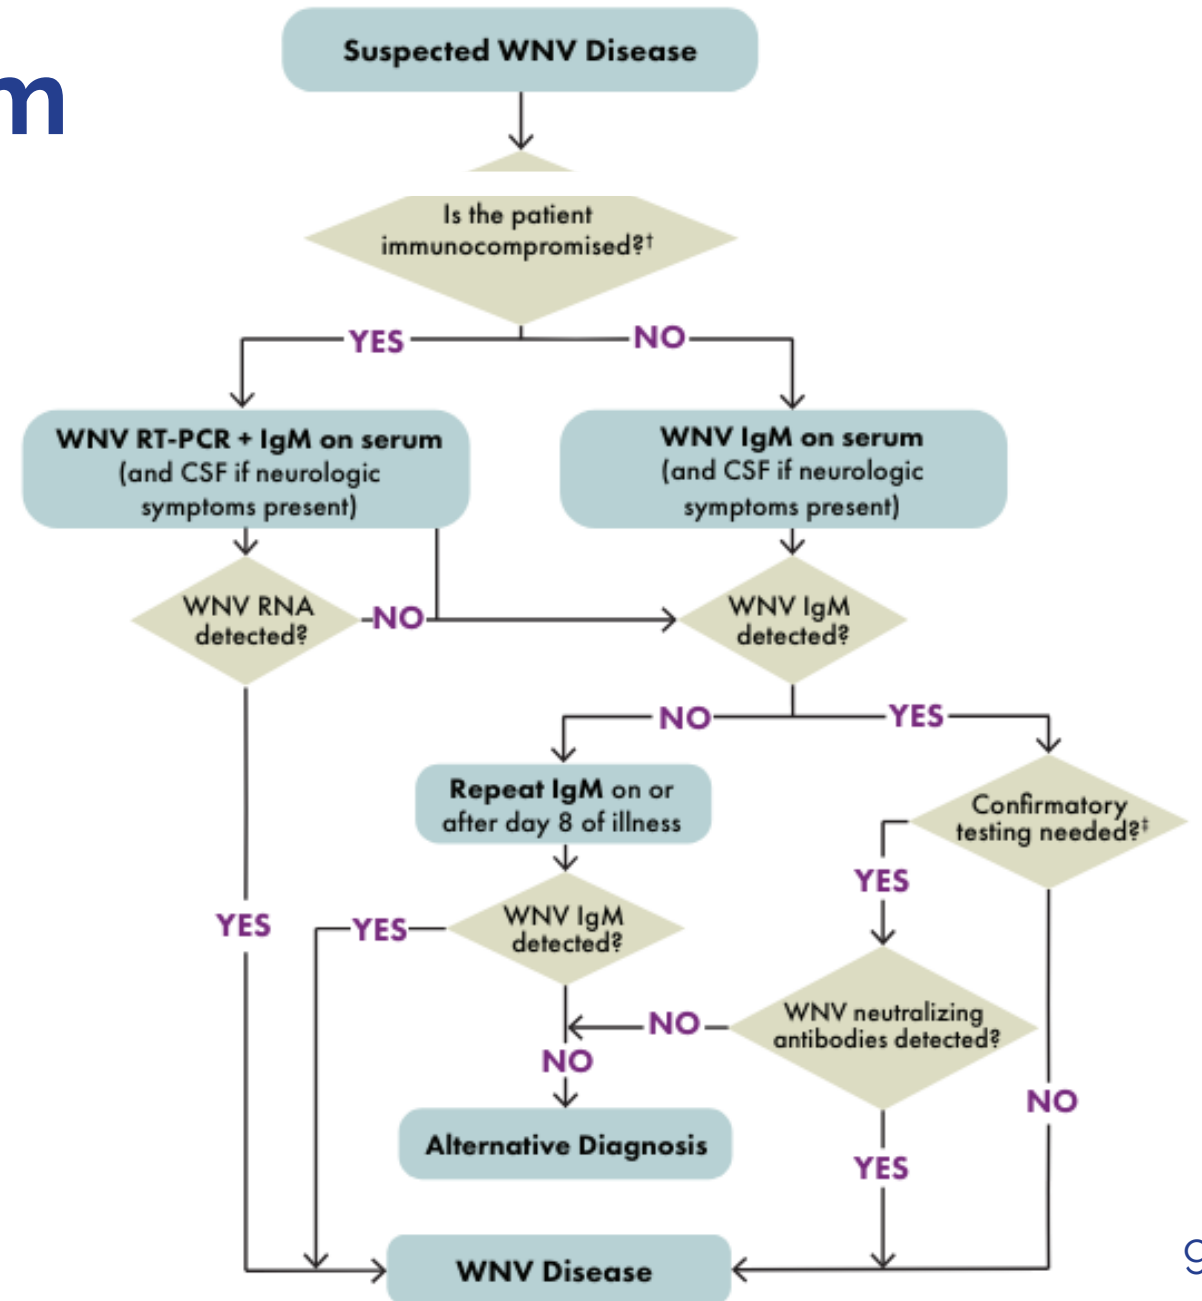 m
Suspected WNV Disease
Is the patient
immunocompromised?†
YES
NO
WNV RT-PCR + IgM on serum
(and CSF if neurologic
symptoms present)
WNV IgM on serum
(and CSF if neurologic
symptoms present)
WNV RNA
detected?
NO
WNV IgM
detected?
NO
YES
Repeat IgM on or
after day 8 of illness
Confirmatory
testing needed?‡
YES
YES
YES
WNV IgM
detected?
WNV neutralizing
antibodies detected?
NO
NO
NO
Alternative Diagnosis
YES
WNV Disease
9